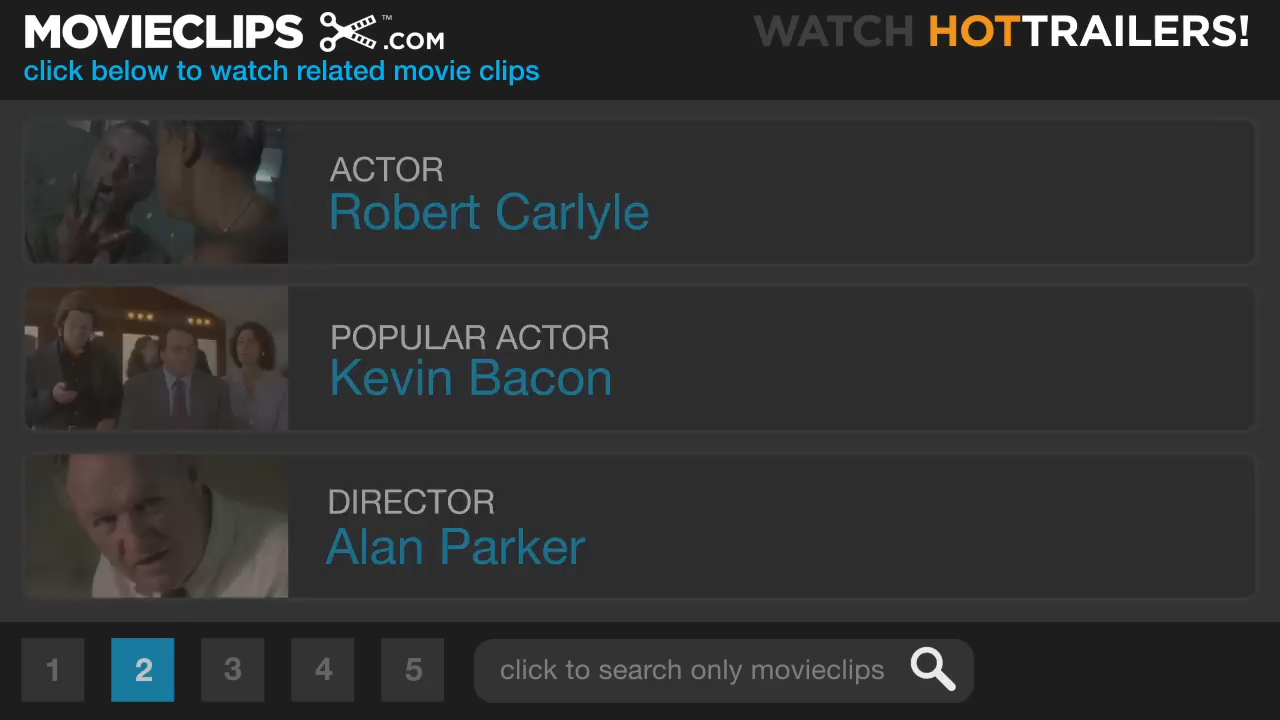 MOVIECLIPS ™ .COM
WATCH HOTTRAILERS!
click below to watch related movie clips
ACTOR
Robert Carlyle
POPULAR ACTOR
Kevin Bacon
DIRECTOR
Alan Parker
1 2 3 4 5 click to search only movieclips